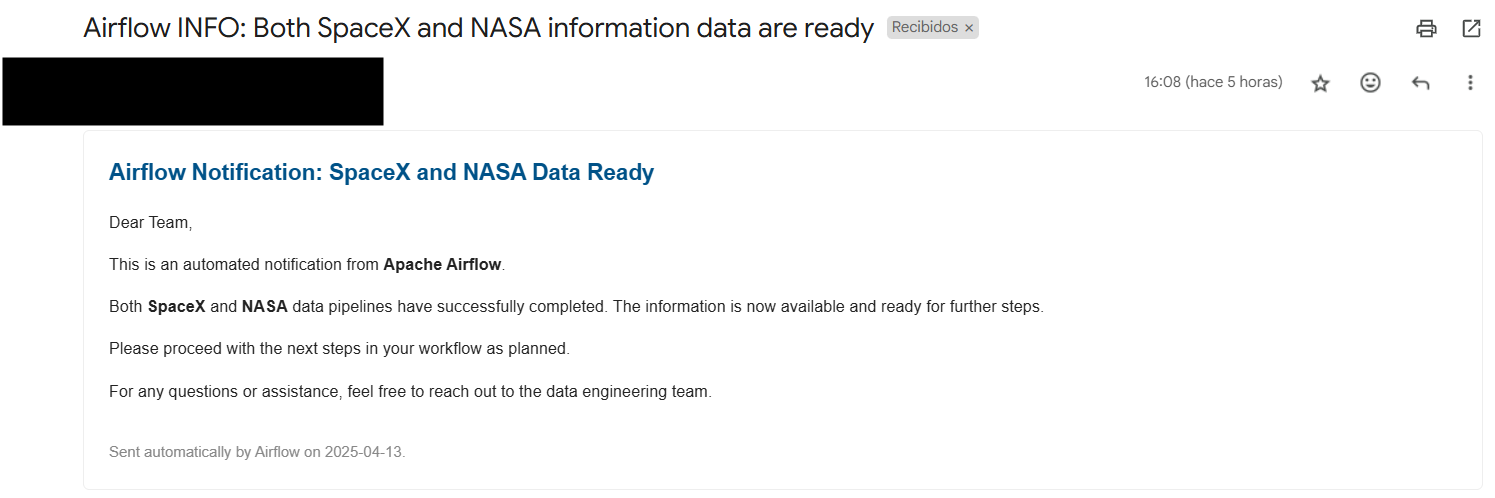 Airflow INFO: Both SpaceX and NASA information data are ready Recibidos ×
16:08 (hace 5 horas)
Airflow Notification: SpaceX and NASA Data Ready
Dear Team,
This is an automated notification from Apache Airflow.
Both SpaceX and NASA data pipelines have successfully completed. The information is now available and ready for further steps.
Please proceed with the next steps in your workflow as planned.
For any questions or assistance, feel free to reach out to the data engineering team.
Sent automatically by Airflow on 2025-04-13.